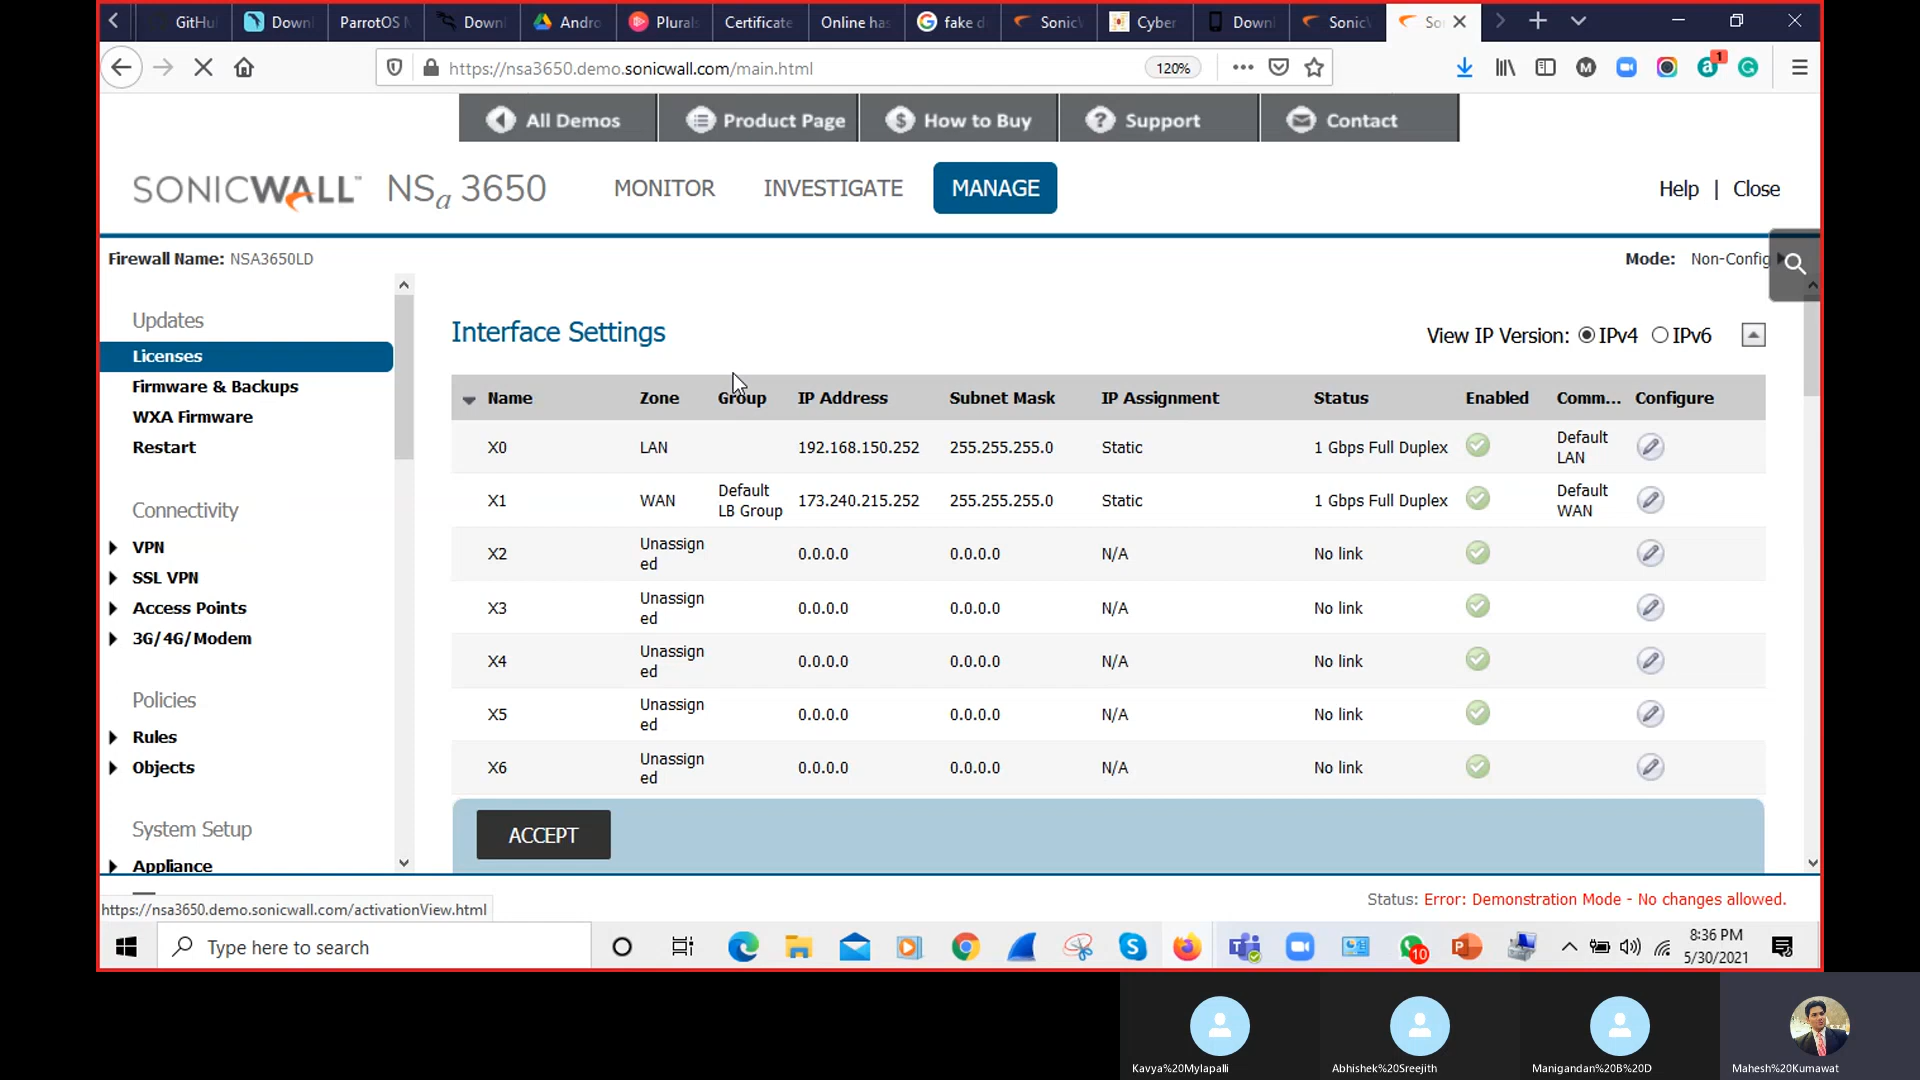 GitHu
Down
ParrotOS
Down
Andro
Plural
Certificate
Online has
fake d
Sonic
Cyber
Down
Sonic
So
https://nsa3650.demo.sonicwall.com/main.html
120%
1
All Demos
Product Page
How to Buy
Support
Contact
SONICWALL NSa 3650
MONITOR
INVESTIGATE
MANAGE
Help | Close
Firewall Name: NSA3650LD
Mode: Non-Config
Updates
Licenses
Firmware & Backups
WXA Firmware
Restart
Connectivity
VPN
SSL VPN
Access Points
3G/4G/Modem
Policies
Rules
Objects
System Setup
Appliance
Interface Settings
View IP Version: IPv4 IPv6
Name Zone Group IP Address Subnet Mask IP Assignment Status Enabled Comm... Configure
X0 LAN 192.168.150.252 255.255.255.0 Static 1 Gbps Full Duplex Default
LAN
X1 WAN Default 173.240.215.252 255.255.255.0 Static 1 Gbps Full Duplex Default
LB Group WAN
X2 Unassign 0.0.0.0 0.0.0.0 N/A No link
ed
X3 Unassign 0.0.0.0 0.0.0.0 N/A No link
ed
X4 Unassign 0.0.0.0 0.0.0.0 N/A No link
ed
X5 Unassign 0.0.0.0 0.0.0.0 N/A No link
ed
X6 Unassign 0.0.0.0 0.0.0.0 N/A No link
ed
ACCEPT
Status: Error: Demonstration Mode - No changes allowed.
https://nsa3650.demo.sonicwall.com/activationView.html
Type here to search
10
8:36 PM
5/30/2021
Kavya%20Mylapalli
Abhishek%20Sreejith
Manigandan%20B%20D
Mahesh%20Kumawat